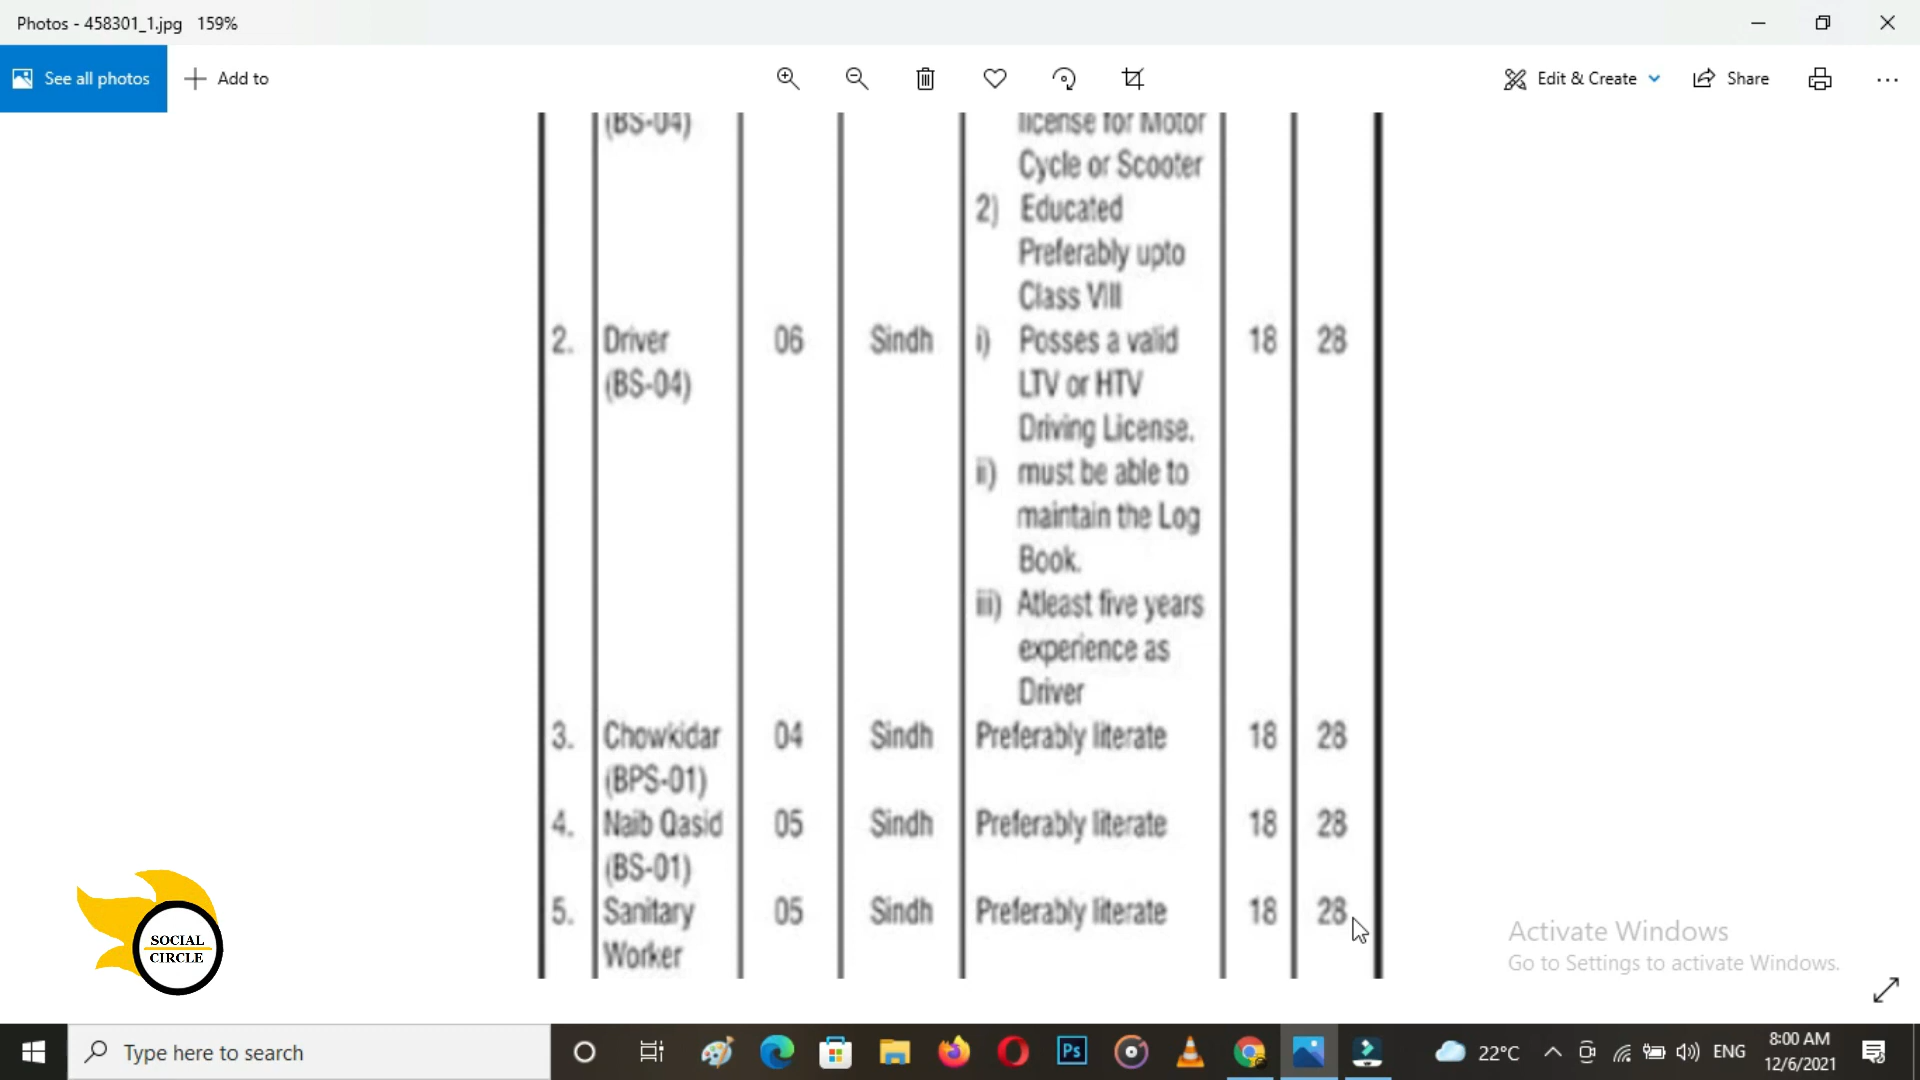 Photos - 458301_1.jpg 159%
See all photos Add to Edit & Create Share
(BS-04) license for Motor
Cycle or Scooter
2) Educated
Preferably upto
Class VIII
2. Driver 06 Sindh i) Posses a valid 18 28
(BS-04) LTV or HTV
Driving License.
ii) must be able to
maintain the Log
Book.
iii) Atleast five years
experience as
Driver
3. Chowkidar 04 Sindh Preferably literate 18 28
(BPS-01)
4. Naib Qasid 05 Sindh Preferably literate 18 28
(BS-01)
5. Sanitary 05 Sindh Preferably literate 18 28
Worker
SOCIAL
CIRCLE
Activate Windows
Go to Settings to activate Windows.
Type here to search Ps 22°C ENG 8:00 AM
12/6/2021